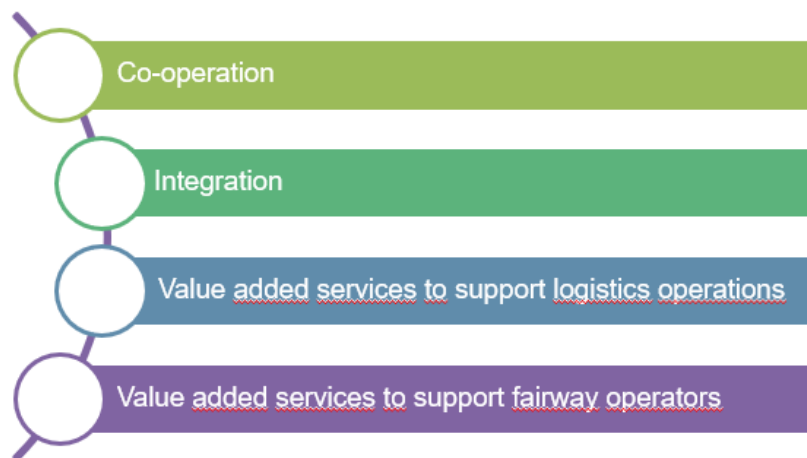 Co-operation
Integration
Value added services to support logistics operations
Value added services to support fairway operators